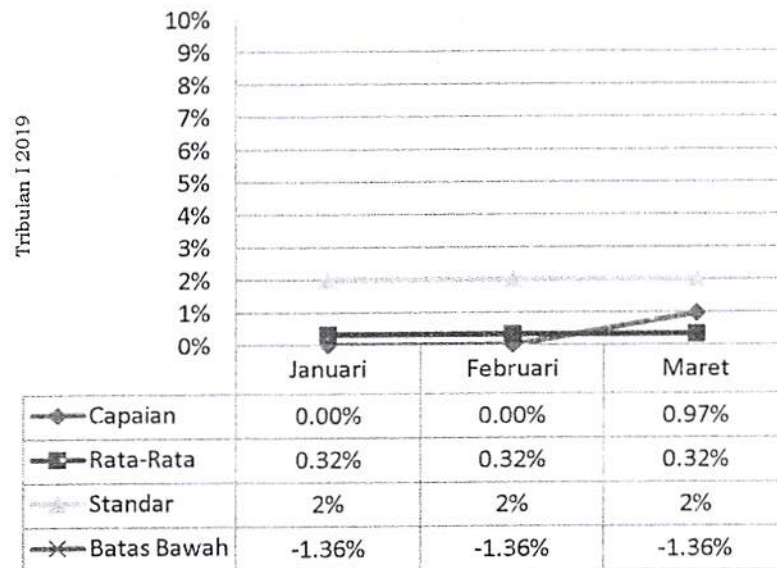 Tribulan I 2019
10%
9%
8%
7%
6%
5%
4%
3%
2%
1%
0%
Januari Februari Maret
Capaian 0.00% 0.00% 0.97%
Rata-Rata 0.32% 0.32% 0.32%
Standar 2% 2% 2%
Batas Bawah -1.36% -1.36% -1.36%